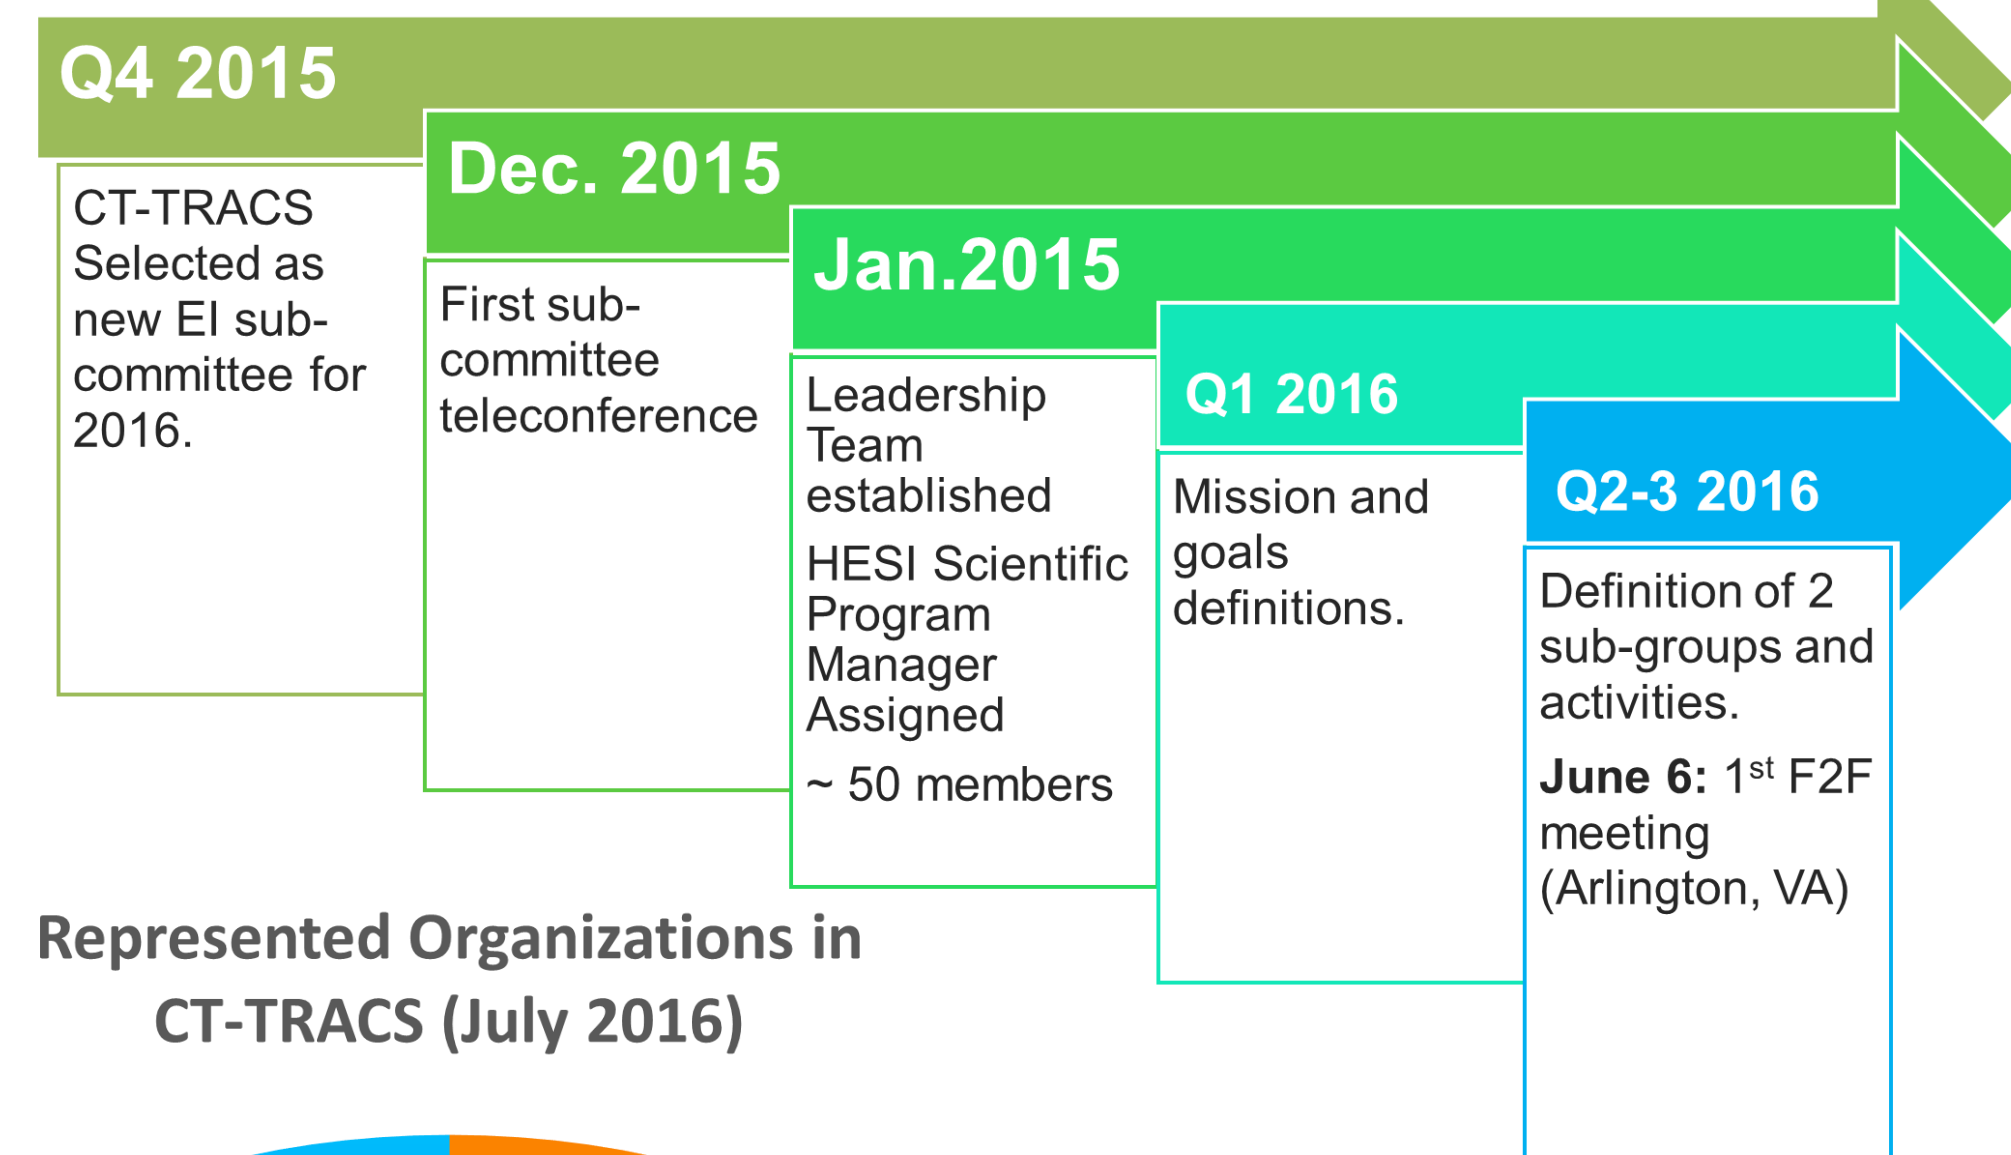 Q4 2015
CT-TRACS
Selected as
new EI sub-
committee for
2016.
Dec. 2015
First sub-
committee
teleconference
Jan.2015
Leadership
Team
established
HESI Scientific
Program
Manager
Assigned
~ 50 members
Q1 2016
Mission and
goals
definitions.
Q2-3 2016
Definition of 2
sub-groups and
activities.
June 6: 1st F2F
meeting
(Arlington, VA)
Represented Organizations in
CT-TRACS (July 2016)